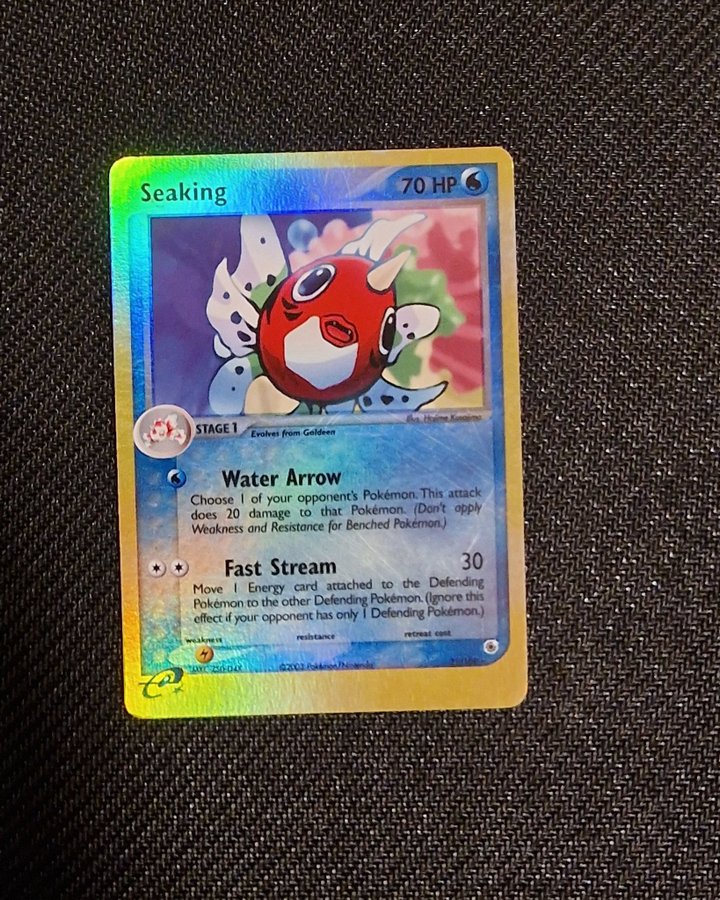 Seaking 70 HP
Illus. Hajime Kusajima
STAGE 1 Evolves from Goldeen
Water Arrow
Choose 1 of your opponent's Pokémon. This attack
does 20 damage to that Pokémon. (Don't apply
Weakness and Resistance for Benched Pokémon.)
Fast Stream 30
Move 1 Energy card attached to the Defending
Pokémon to the other Defending Pokémon. (Ignore this
effect if your opponent has only 1 Defending Pokémon.)
weakness resistance retreat cost
©2003 Pokémon/Nintendo
e